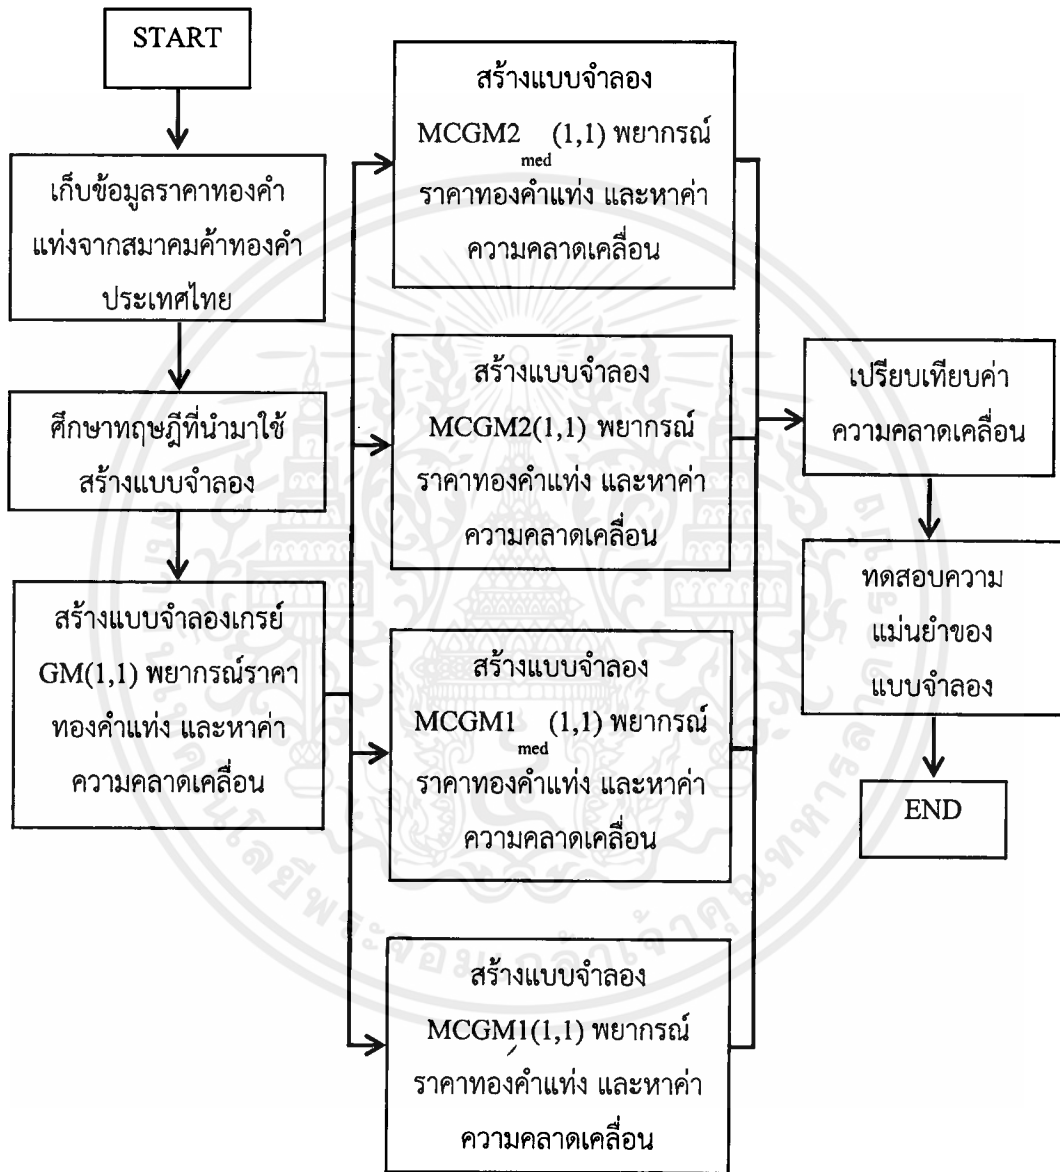 START
เก็บข้อมูลราคาทองคำ
แท่งจากสมาคมค้าทองคำ
ประเทศไทย
ศึกษาทฤษฎีที่นำมาใช้
สร้างแบบจำลอง
สร้างแบบจำลองเกรย์
GM(1,1) พยากรณ์ราคา
ทองคำแท่ง และหาค่า
ความคลาดเคลื่อน
สร้างแบบจำลอง
MCGM2 med (1,1) พยากรณ์
ราคาทองคำแท่ง และหาค่า
ความคลาดเคลื่อน
สร้างแบบจำลอง
MCGM2(1,1) พยากรณ์
ราคาทองคำแท่ง และหาค่า
ความคลาดเคลื่อน
สร้างแบบจำลอง
MCGM1 med (1,1) พยากรณ์
ราคาทองคำแท่ง และหาค่า
ความคลาดเคลื่อน
สร้างแบบจำลอง
MCGM1(1,1) พยากรณ์
ราคาทองคำแท่ง และหาค่า
ความคลาดเคลื่อน
เปรียบเทียบค่า
ความคลาดเคลื่อน
ทดสอบความ
แม่นยำของ
แบบจำลอง
END